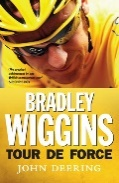 BRADLEY
WIGGINS
TOUR DE FORCE
JOHN DEERING